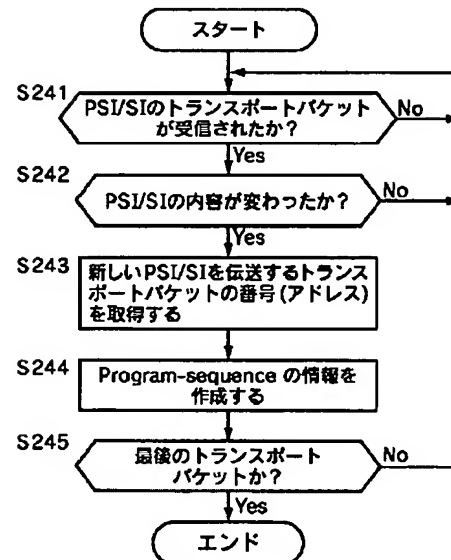 スタート
S241
PSI/SIのトランスポートパケット
が受信されたか？
No
Yes
S242
PSI/SIの内容が変わったか？
No
Yes
S243
新しいPSI/SIを伝送するトランス
ポートパケットの番号(アドレス)
を取得する
S244
Program-sequence の情報を
作成する
S245
最後のトランスポート
パケットか？
No
Yes
エンド